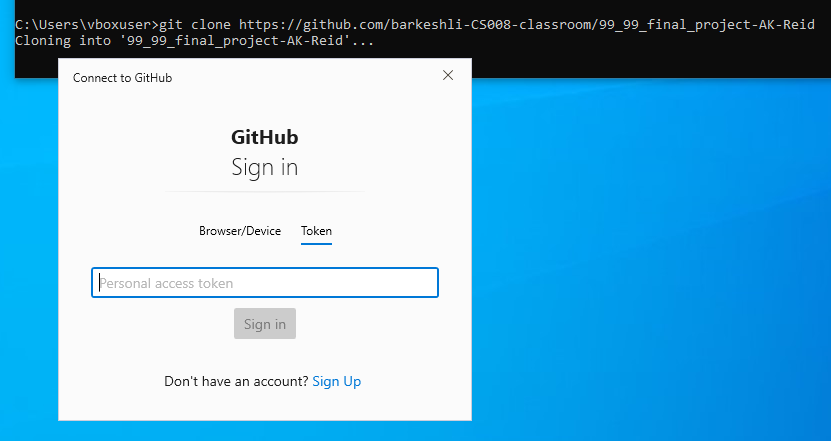 C:\Users\vboxuser>git clone https://github.com/barkeshli-CS008-classroom/99_99_final_project-AK-Reid
Cloning into '99_99_final_project-AK-Reid'...
Connect to GitHub
GitHub
Sign in
Browser/Device Token
Personal access token
Sign in
Don't have an account? Sign Up